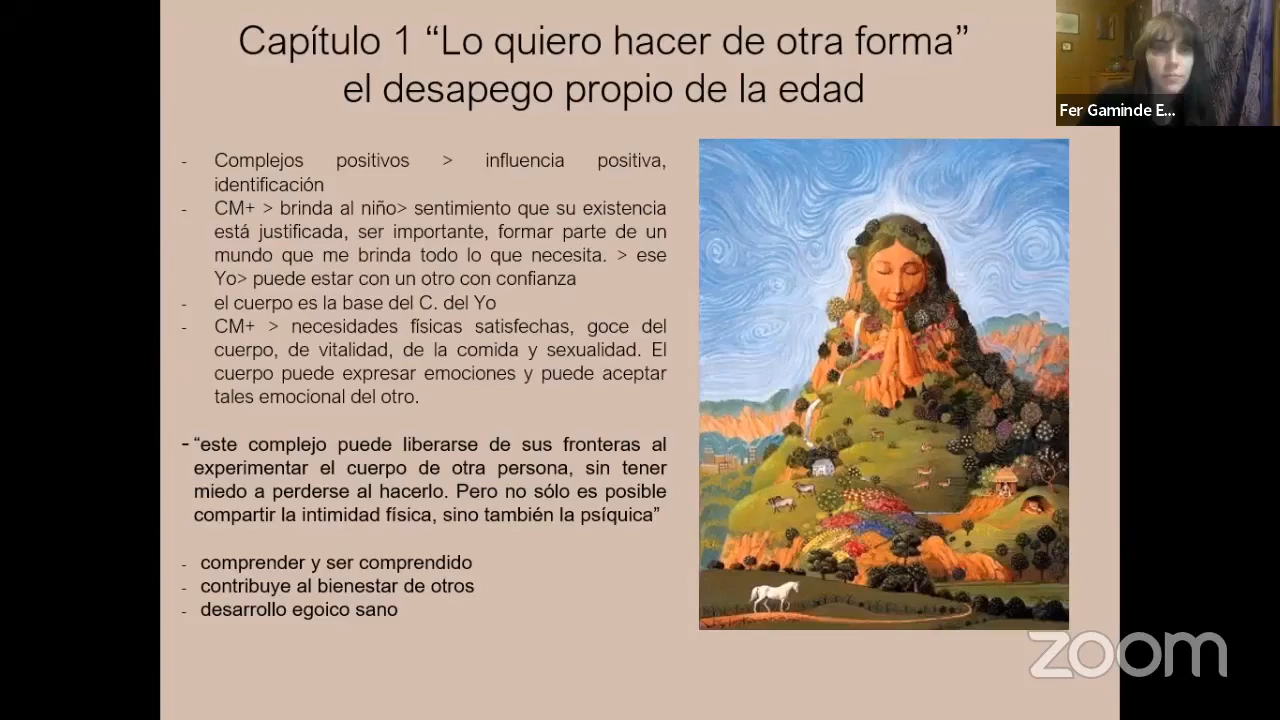 Capítulo 1 “Lo quiero hacer de otra forma”
el desapego propio de la edad
Fer Gaminde E...
- Complejos positivos > influencia positiva,
identificación
- CM+ > brinda al niño> sentimiento que su existencia
está justificada, ser importante, formar parte de un
mundo que me brinda todo lo que necesita. > ese
Yo> puede estar con un otro con confianza
- el cuerpo es la base del C. del Yo
- CM+ > necesidades físicas satisfechas, goce del
cuerpo, de vitalidad, de la comida y sexualidad. El
cuerpo puede expresar emociones y puede aceptar
tales emocional del otro.
- “este complejo puede liberarse de sus fronteras al
experimentar el cuerpo de otra persona, sin tener
miedo a perderse al hacerlo. Pero no sólo es posible
compartir la intimidad física, sino también la psíquica”
- comprender y ser comprendido
- contribuye al bienestar de otros
- desarrollo egoico sano
zoom